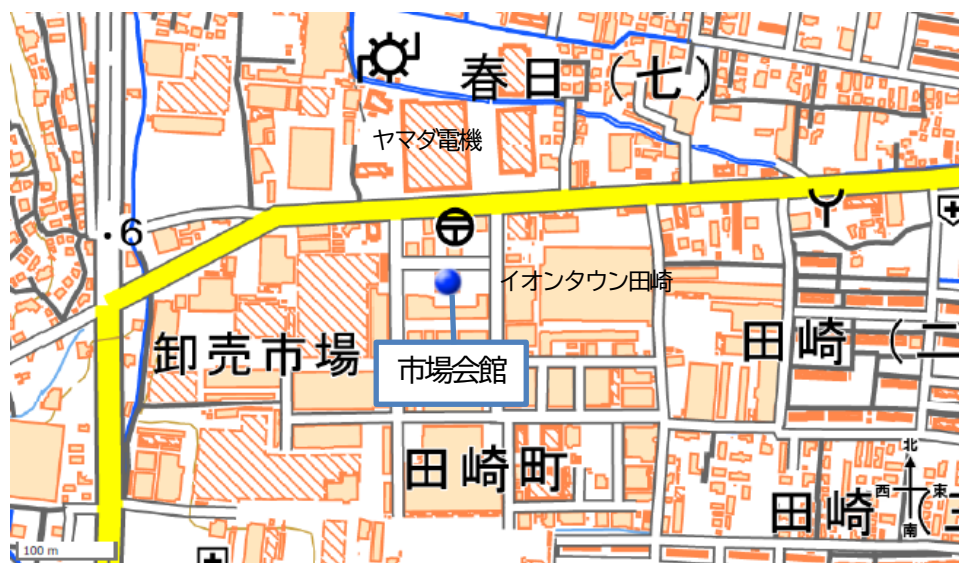 春日（七）
ヤマダ電機
・6
イオンタウン田崎
卸売市場
田崎（二
市場会館
田崎町
北
西 東
南
田崎（三
100 m